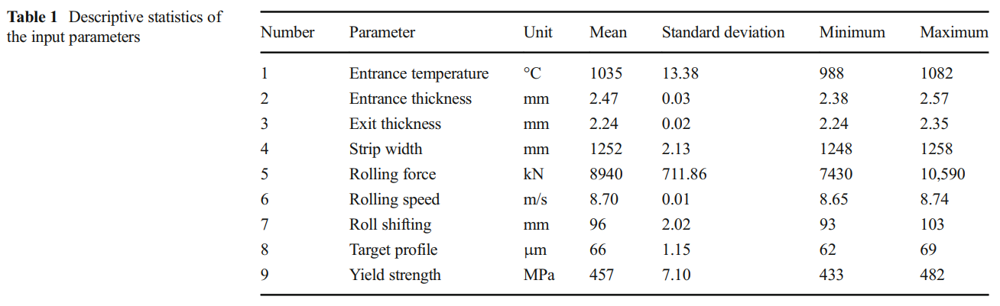 Table 1 Descriptive statistics of
the input parameters
Number Parameter Unit Mean Standard deviation Minimum Maximum
1 Entrance temperature °C 1035 13.38 988 1082
2 Entrance thickness mm 2.47 0.03 2.38 2.57
3 Exit thickness mm 2.24 0.02 2.24 2.35
4 Strip width mm 1252 2.13 1248 1258
5 Rolling force kN 8940 711.86 7430 10,590
6 Rolling speed m/s 8.70 0.01 8.65 8.74
7 Roll shifting mm 96 2.02 93 103
8 Target profile μm 66 1.15 62 69
9 Yield strength MPa 457 7.10 433 482